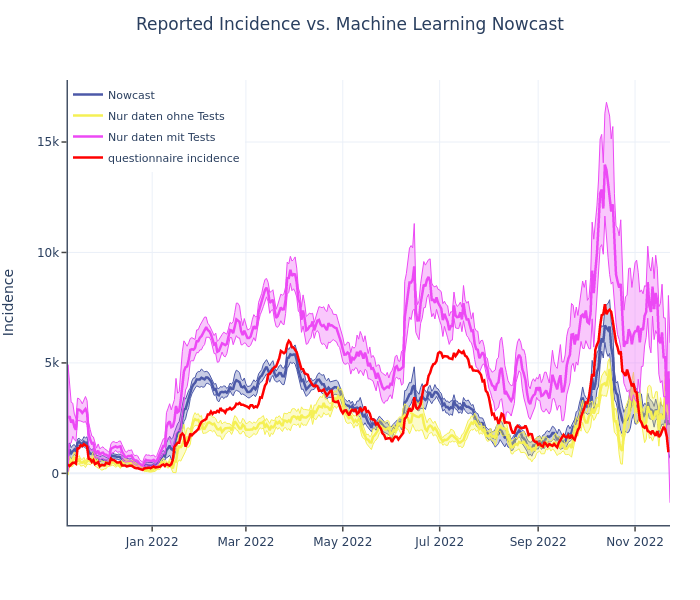 Reported Incidence vs. Machine Learning Nowcast
Nowcast
Nur daten ohne Tests
Nur daten mit Tests
questionnaire incidence
15k
10k
5k
0
Incidence
Jan 2022
Mar 2022
May 2022
Jul 2022
Sep 2022
Nov 2022